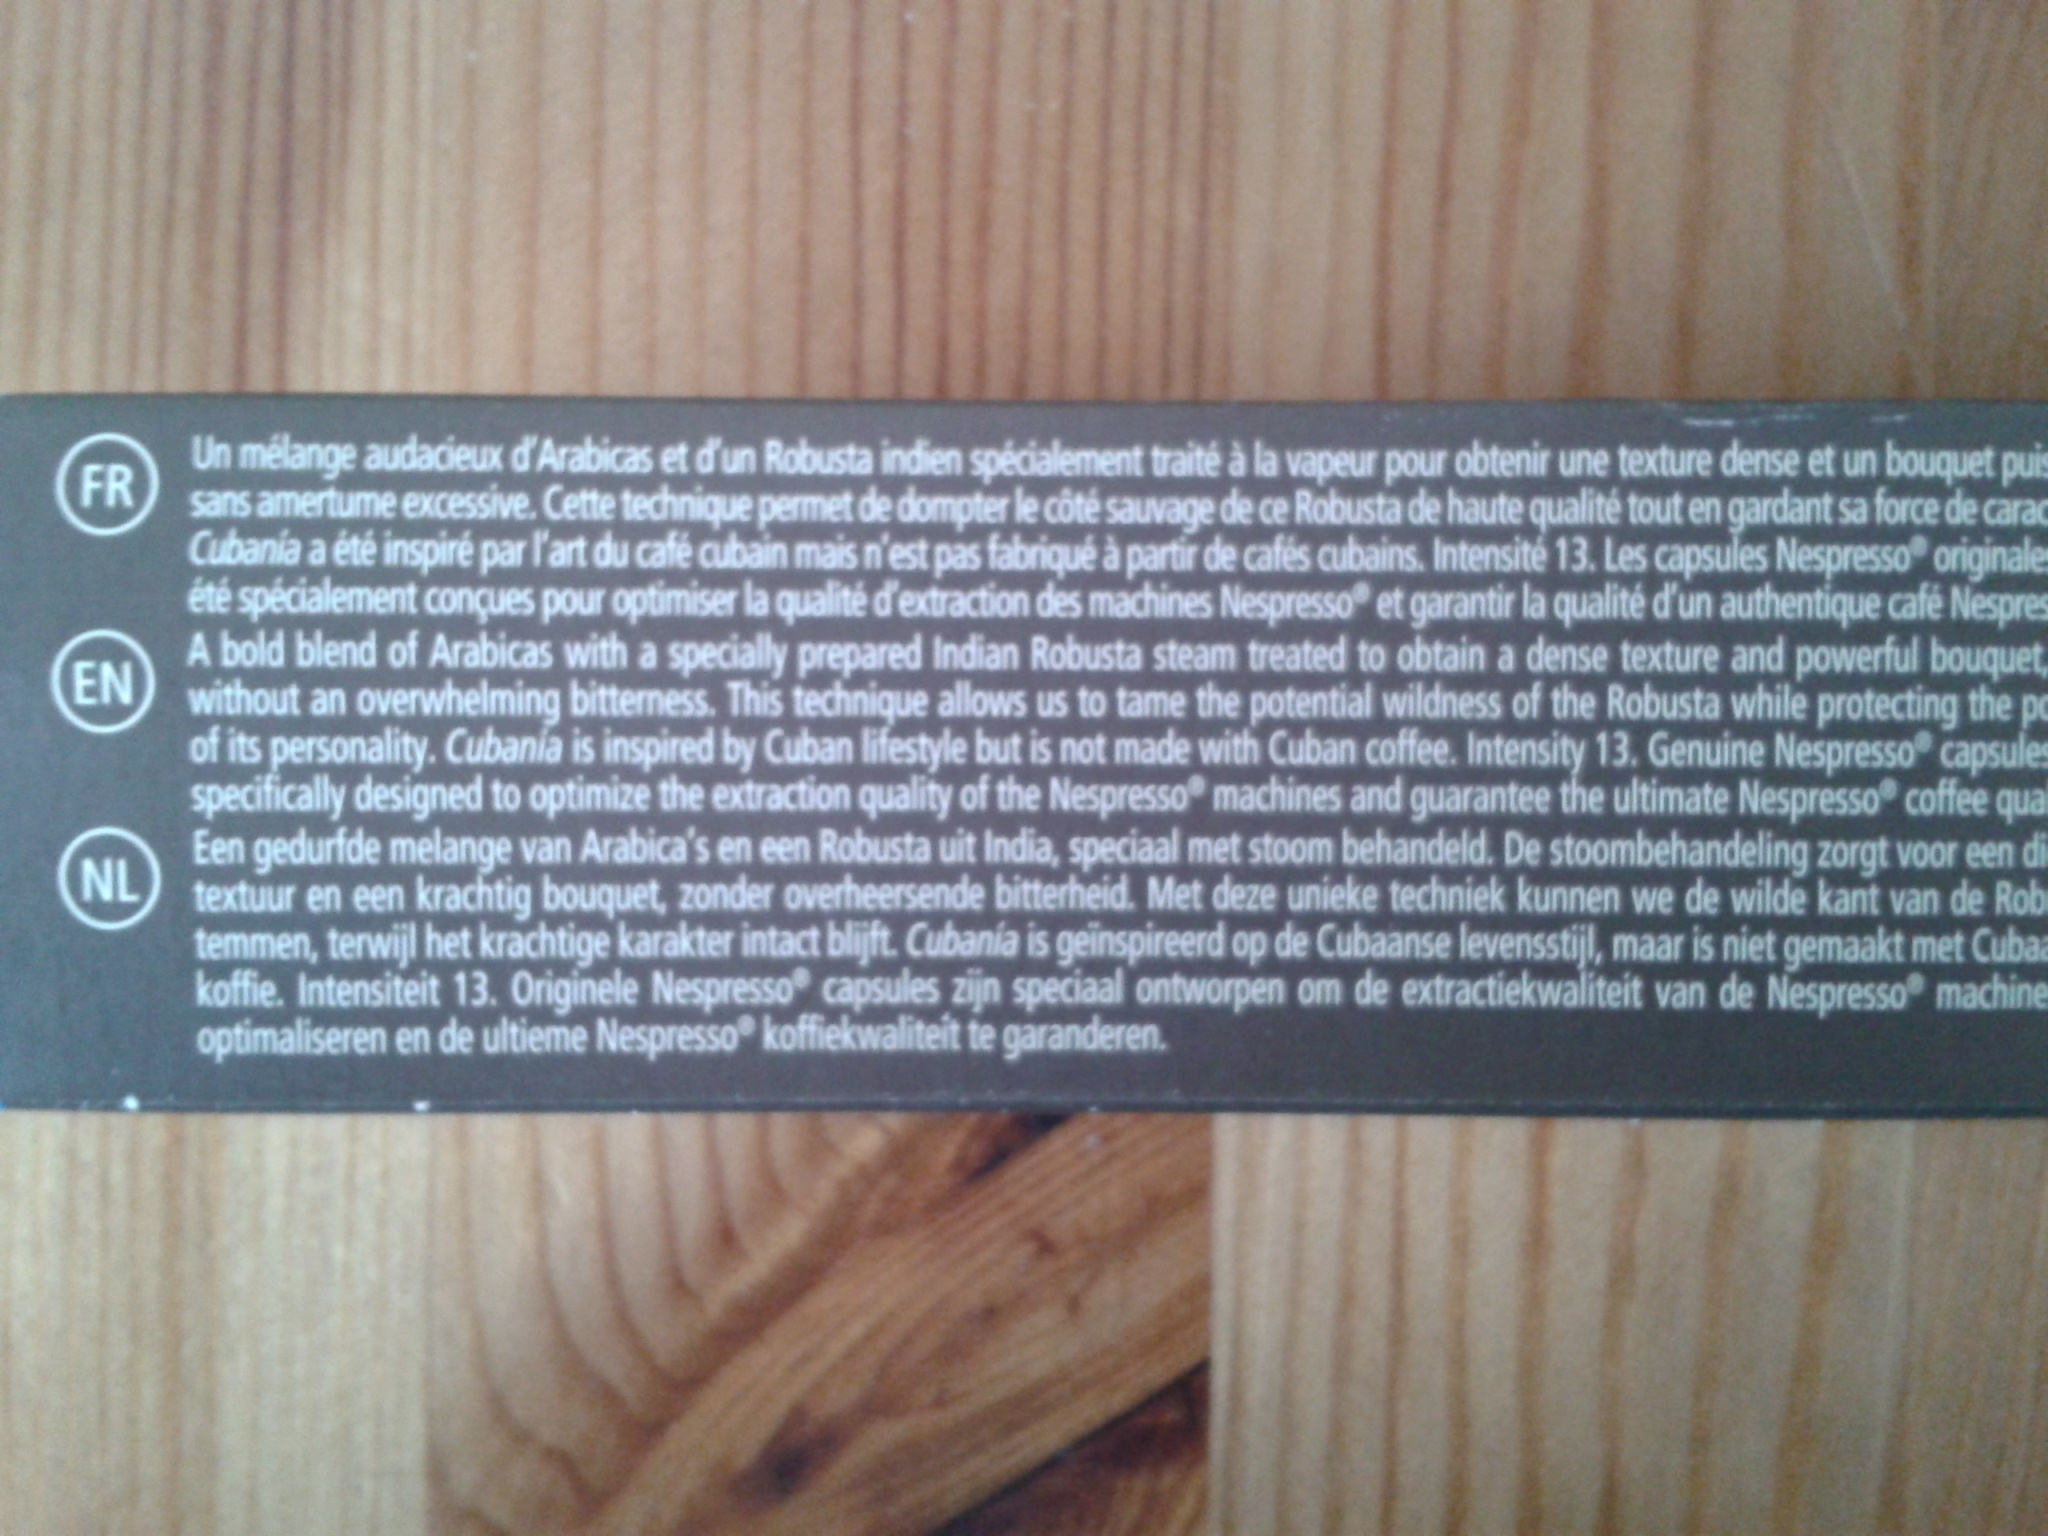 FR
Un mélange audacieux d'Arabicas et d'un Robusta indien spécialement traité à la vapeur pour obtenir une texture dense et un bouquet
sans amertume excessive. Cette technique permet de dompter le côté sauvage de ce Robusta de haute qualité tout en gardant sa force de
Cubanía a été inspiré par l'art du café cubain mais n'est pas fabriqué à partir de cafés cubains. Intensité 13. Les capsules Nespresso® originales
été spécialement conçues pour optimiser la qualité d'extraction des machines Nespresso® et garantir la qualité d'un authentique café
EN
A bold blend of Arabicas with a specially prepared Indian Robusta steam treated to obtain a dense texture and powerful bouquet,
without an overwhelming bitterness. This technique allows us to tame the potential wildness of the Robusta while protecting the
of its personality. Cubanía is inspired by Cuban lifestyle but is not made with Cuban coffee. Intensity 13. Genuine Nespresso® capsules
specifically designed to optimize the extraction quality of the Nespresso® machines and guarantee the ultimate Nespresso® coffee
NL
Een gedurfde melange van Arabica's en een Robusta uit India, speciaal met stoom behandeld. De stoombehandeling zorgt voor een
textuur en een krachtig bouquet, zonder overheersende bitterheid. Met deze unieke techniek kunnen we de wilde kant van de
temmen, terwijl het krachtige karakter intact blijft. Cubanía is geïnspireerd op de Cubaanse levensstijl, maar is niet gemaakt met
koffie. Intensiteit 13. Originele Nespresso® capsules zijn speciaal ontworpen om de extractiekwaliteit van de Nespresso® machine
optimaliseren en de ultieme Nespresso® koffiekwaliteit te garanderen.